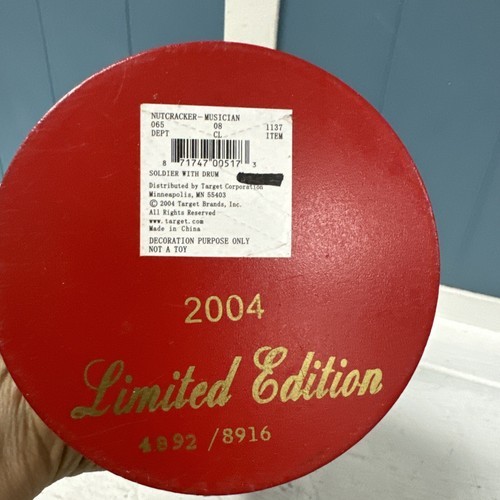 NUTCRACKER-MUSICIAN
065 08 1137
DEPT CL ITEM
8 71747 00517 3
SOLDIER WITH DRUM
Distributed by Target Corporation
Minneapolis, MN 55403
© 2004 Target Brands, Inc.
All Rights Reserved
www.target.com
Made in China
DECORATION PURPOSE ONLY
NOT A TOY
2004
Limited Edition
4892 /8916